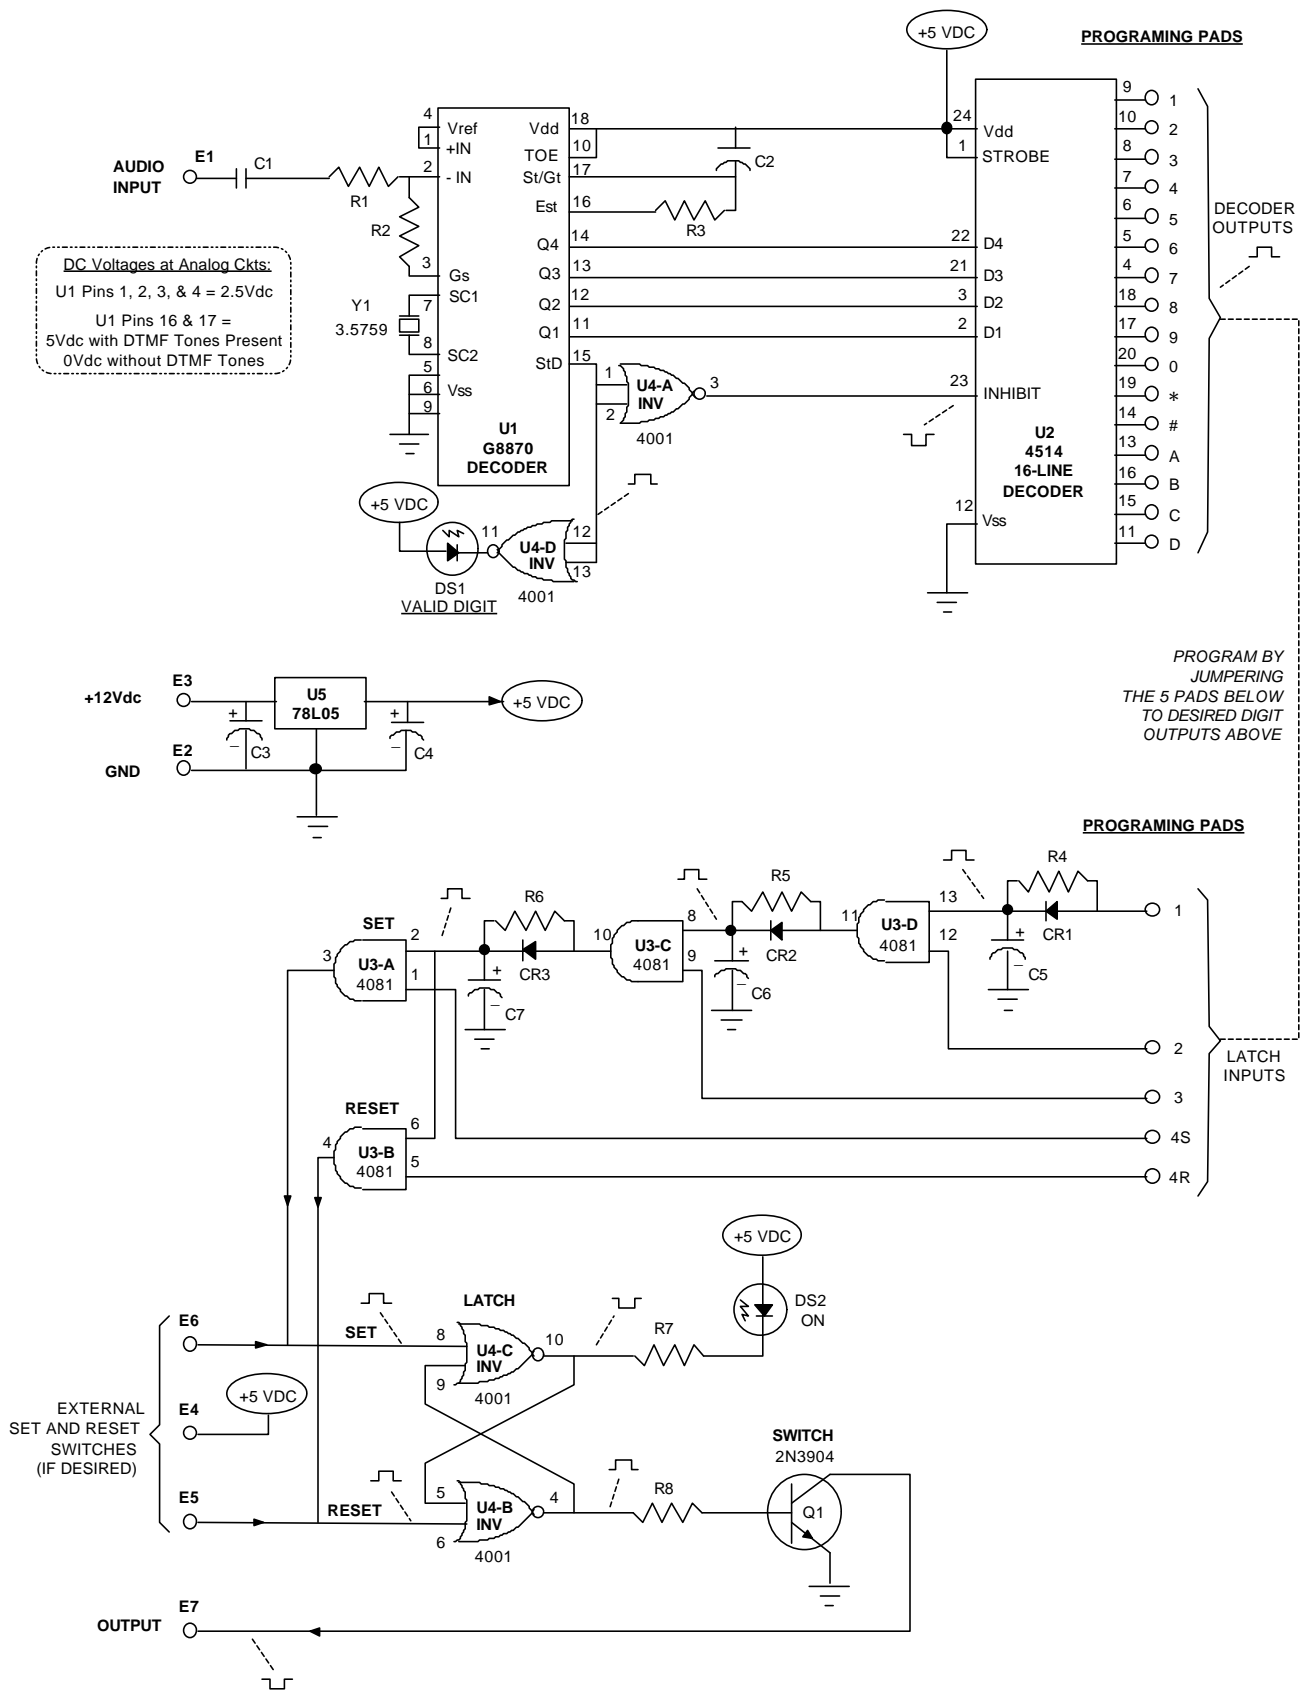 +5 VDC
PROGRAMING PADS
AUDIO
INPUT
E1
C1
R1
R2
4
1
2
3
7
8
5
6
9
Vref
+IN
- IN
Gs
SC1
SC2
Vss
Y1
3.5759
Vdd
TOE
St/Gt
Est
Q4
Q3
Q2
Q1
StD
18
10
17
16
14
13
12
11
15
U1
G8870
DECODER
C2
R3
DC Voltages at Analog Ckts:
U1 Pins 1, 2, 3, & 4 = 2.5Vdc
U1 Pins 16 & 17 =
5Vdc with DTMF Tones Present
0Vdc without DTMF Tones
1
2
U4-A
INV
3
4001
24
1
22
21
3
2
23
12
Vdd
STROBE
D4
D3
D2
D1
INHIBIT
Vss
U2
4514
16-LINE
DECODER
9 1
10 2
8 3
7 4
6 5
5 6
4 7
18 8
17 9
20 0
19 *
14 #
13 A
16 B
15 C
11 D
DECODER
OUTPUTS
+5 VDC
11
U4-D
INV
12
13
4001
DS1
VALID DIGIT
+12Vdc
E3
+
−
C3
U5
78L05
+
−
C4
+5 VDC
GND
E2
PROGRAM BY
JUMPERING
THE 5 PADS BELOW
TO DESIRED DIGIT
OUTPUTS ABOVE
PROGRAMING PADS
R4
CR1
13
12
+
−
C5
U3-D
4081
11
R5
CR2
+
−
C6
8
9
U3-C
4081
10
R6
CR3
+
−
C7
SET
2
1
U3-A
4081
3
1
2
3
4S
4R
LATCH
INPUTS
RESET
6
5
U3-B
4081
4
+5 VDC
DS2
ON
E6
SET
LATCH
8
9
U4-C
INV
10
4001
R7
EXTERNAL
SET AND RESET
SWITCHES
(IF DESIRED)
E4
+5 VDC
E5
RESET
5
6
U4-B
INV
4
4001
R8
SWITCH
2N3904
Q1
OUTPUT
E7